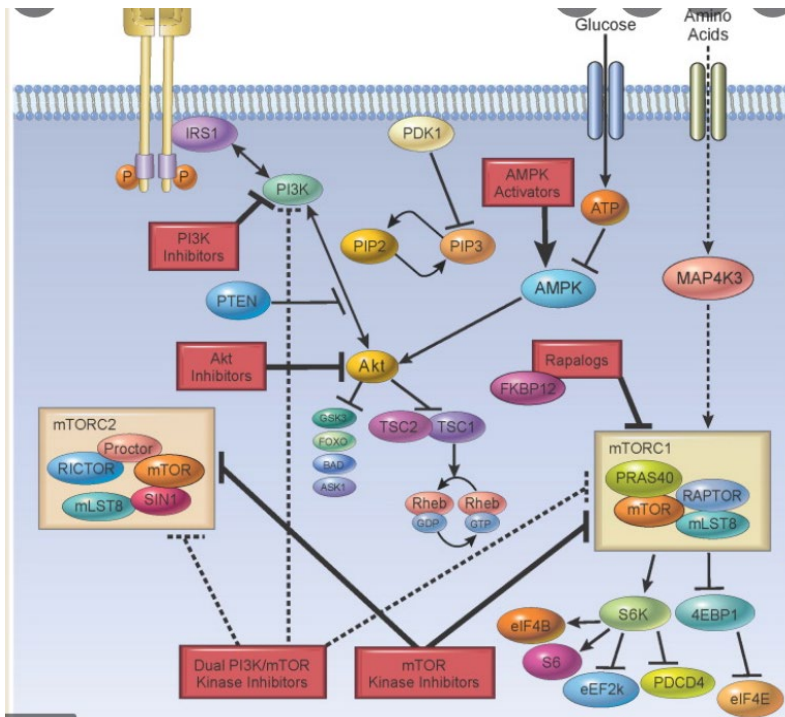 Glucose
Amino
Acids
IRS1
PDK1
P
P
PI3K
AMPK
Activators
ATP
PI3K
Inhibitors
PIP2
PIP3
MAP4K3
PTEN
AMPK
Akt
Inhibitors
Akt
Rapalogs
FKBP12
GSK3
FOXO
BAD
ASK1
TSC2
TSC1
mTORC2
Proctor
RICTOR
mTOR
mLST8
SIN1
mTORC1
PRAS40
RAPTOR
mTOR
mLST8
Rheb
GDP
Rheb
GTP
S6K
4EBP1
eIF4B
S6
eEF2k
PDCD4
eIF4E
Dual PI3K/mTOR
Kinase Inhibitors
mTOR
Kinase Inhibitors